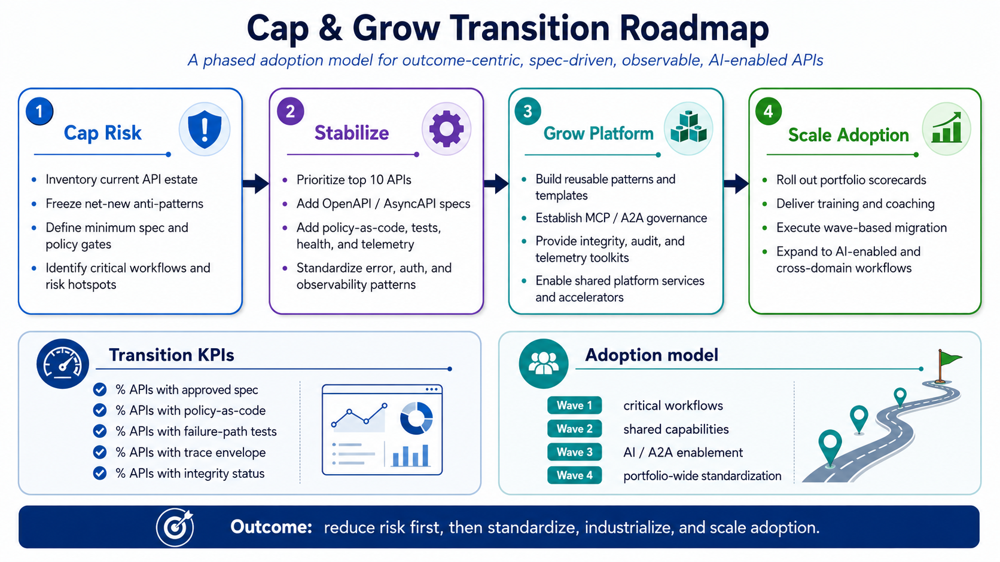 Cap & Grow Transition Roadmap
A phased adoption model for outcome-centric, spec-driven, observable, AI-enabled APIs
1
Cap Risk
Inventory current API estate
Freeze net-new anti-patterns
Define minimum spec and
policy gates
Identify critical workflows and
risk hotspots
2
Stabilize
Prioritize top 10 APIs
Add OpenAPI / AsyncAPI specs
Add policy-as-code, tests,
health, and telemetry
Standardize error, auth, and
observability patterns
3
Grow Platform
Build reusable patterns and
templates
Establish MCP / A2A governance
Provide integrity, audit, and
telemetry toolkits
Enable shared platform services
and accelerators
4
Scale Adoption
Roll out portfolio scorecards
Deliver training and coaching
Execute wave-based migration
Expand to AI-enabled and
cross-domain workflows
Transition KPIs
% APIs with approved spec
% APIs with policy-as-code
% APIs with failure-path tests
% APIs with trace envelope
% APIs with integrity status
Adoption model
Wave 1 critical workflows
Wave 2 shared capabilities
Wave 3 AI / A2A enablement
Wave 4 portfolio-wide standardization
Outcome: reduce risk first, then standardize, industrialize, and scale adoption.